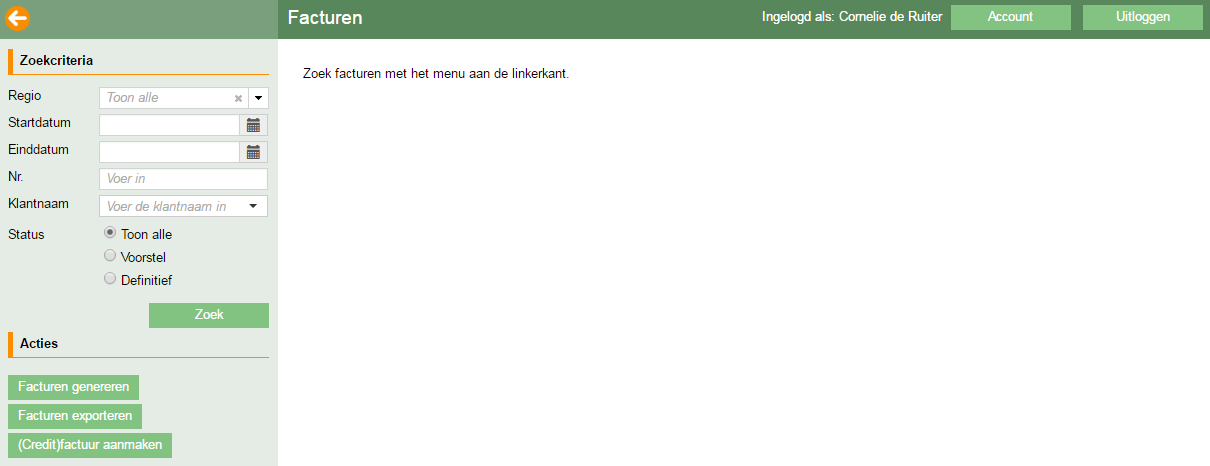 Facturen
Ingelogd als: Cornelie de Ruiter
Account
Uitloggen
Zoekcriteria
Regio
Toon alle
Startdatum
Einddatum
Nr.
Voer in
Klantnaam
Voer de klantnaam in
Status
Toon alle
Voorstel
Definitief
Zoek
Acties
Facturen genereren
Facturen exporteren
(Credit)factuur aanmaken
Zoek facturen met het menu aan de linkerkant.